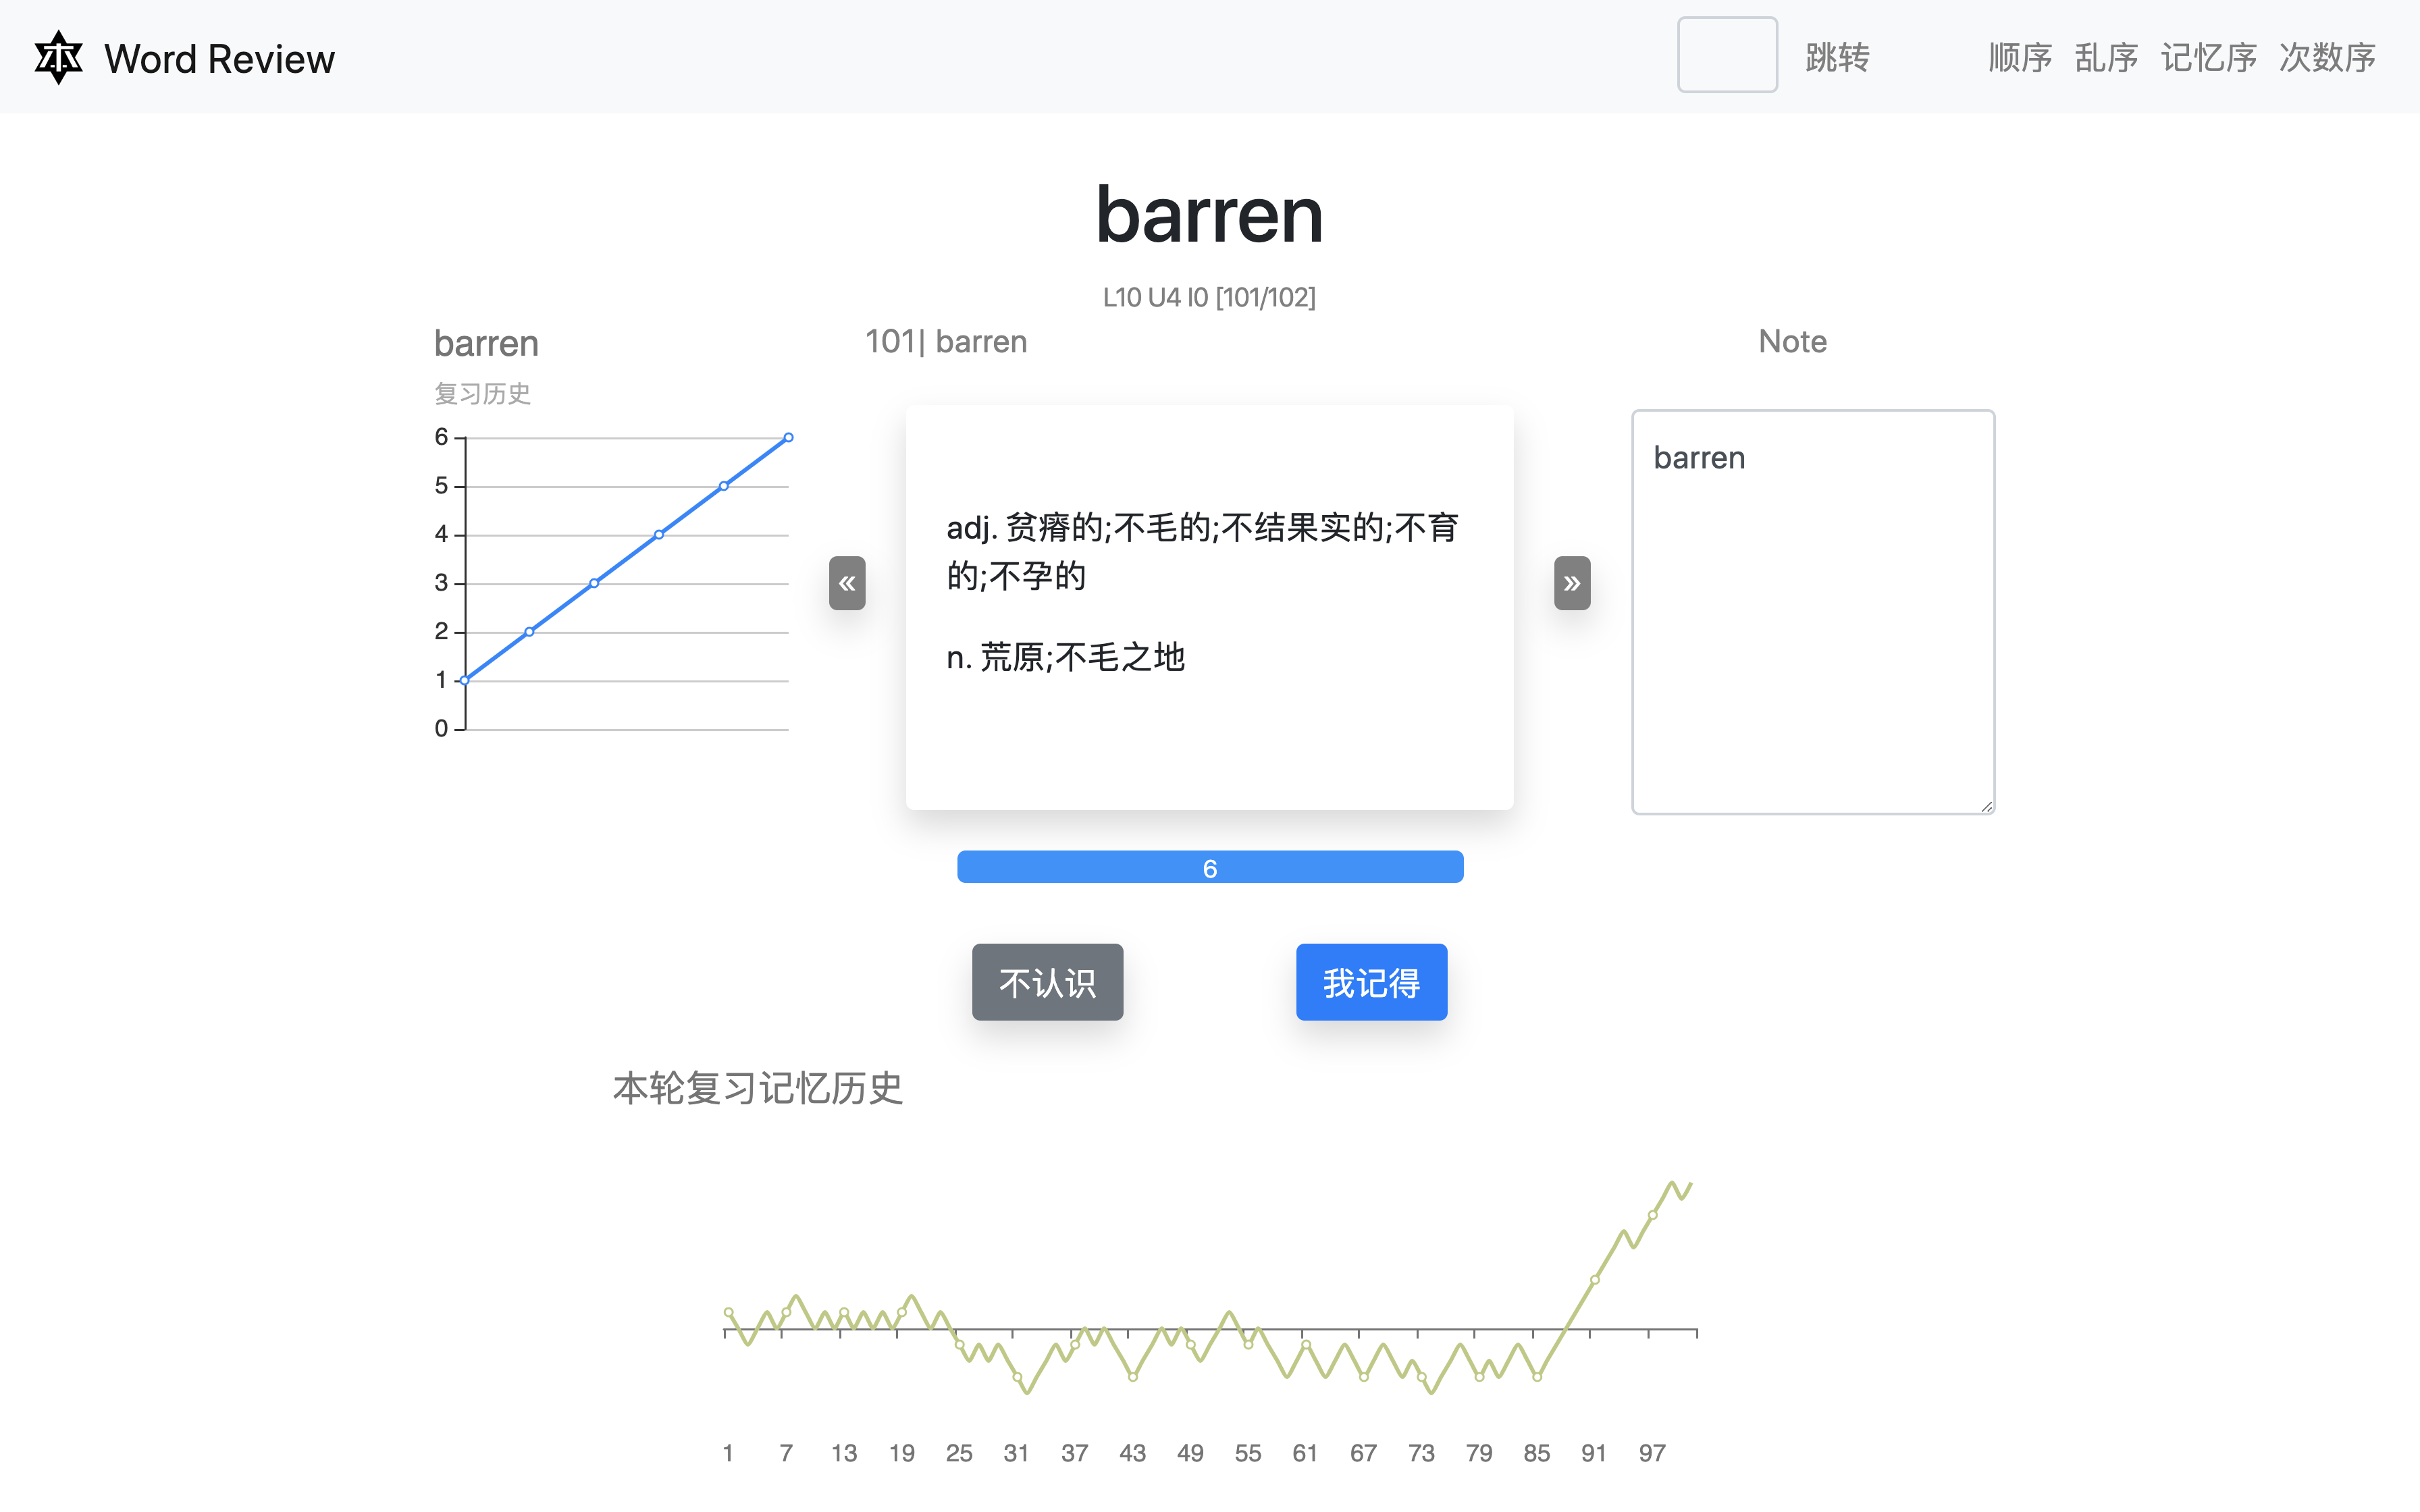 Word Review
跳转 顺序 乱序 记忆序 次数序
barren
L10 U4 I0 [101/102]
barren
复习历史
6
5
4
3
2
1
0
101| barren
«
adj. 贫瘠的;不毛的;不结果实的;不育
的;不孕的
n. 荒原;不毛之地
»
Note
barren
6
不认识 我记得
本轮复习记忆历史
1 7 13 19 25 31 37 43 49 55 61 67 73 79 85 91 97